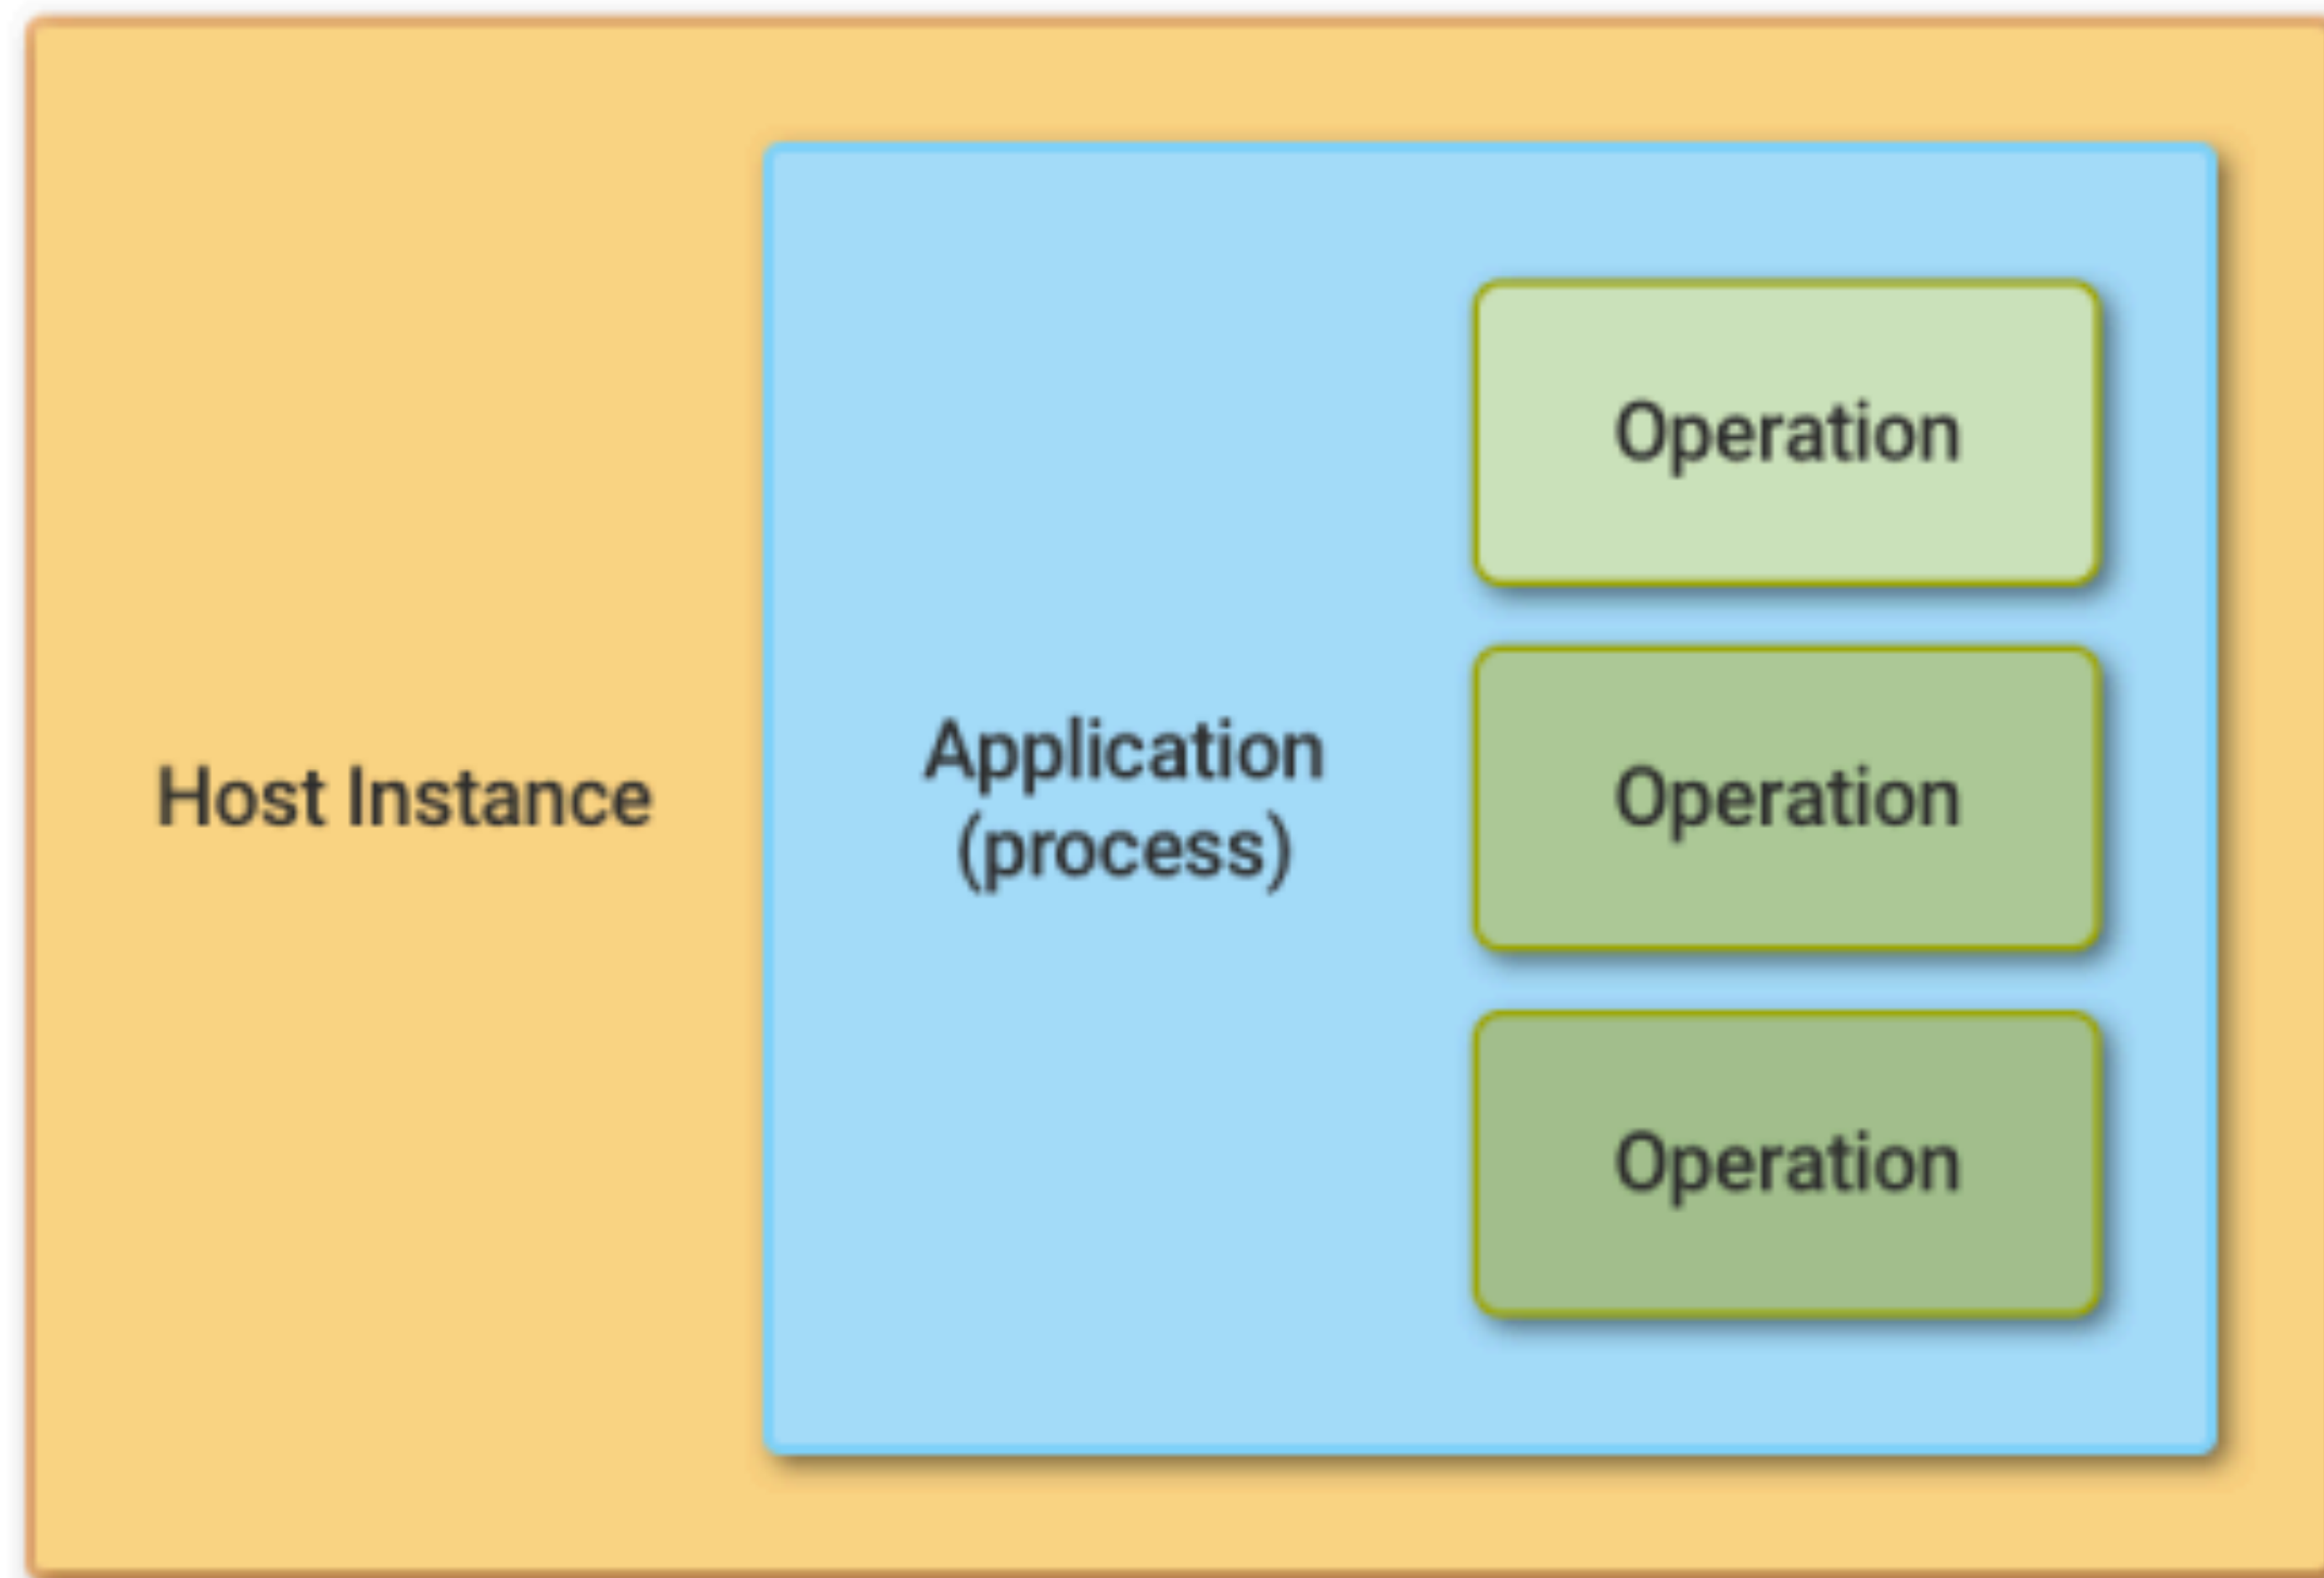 Host Instance
Application
(process)
Operation
Operation
Operation